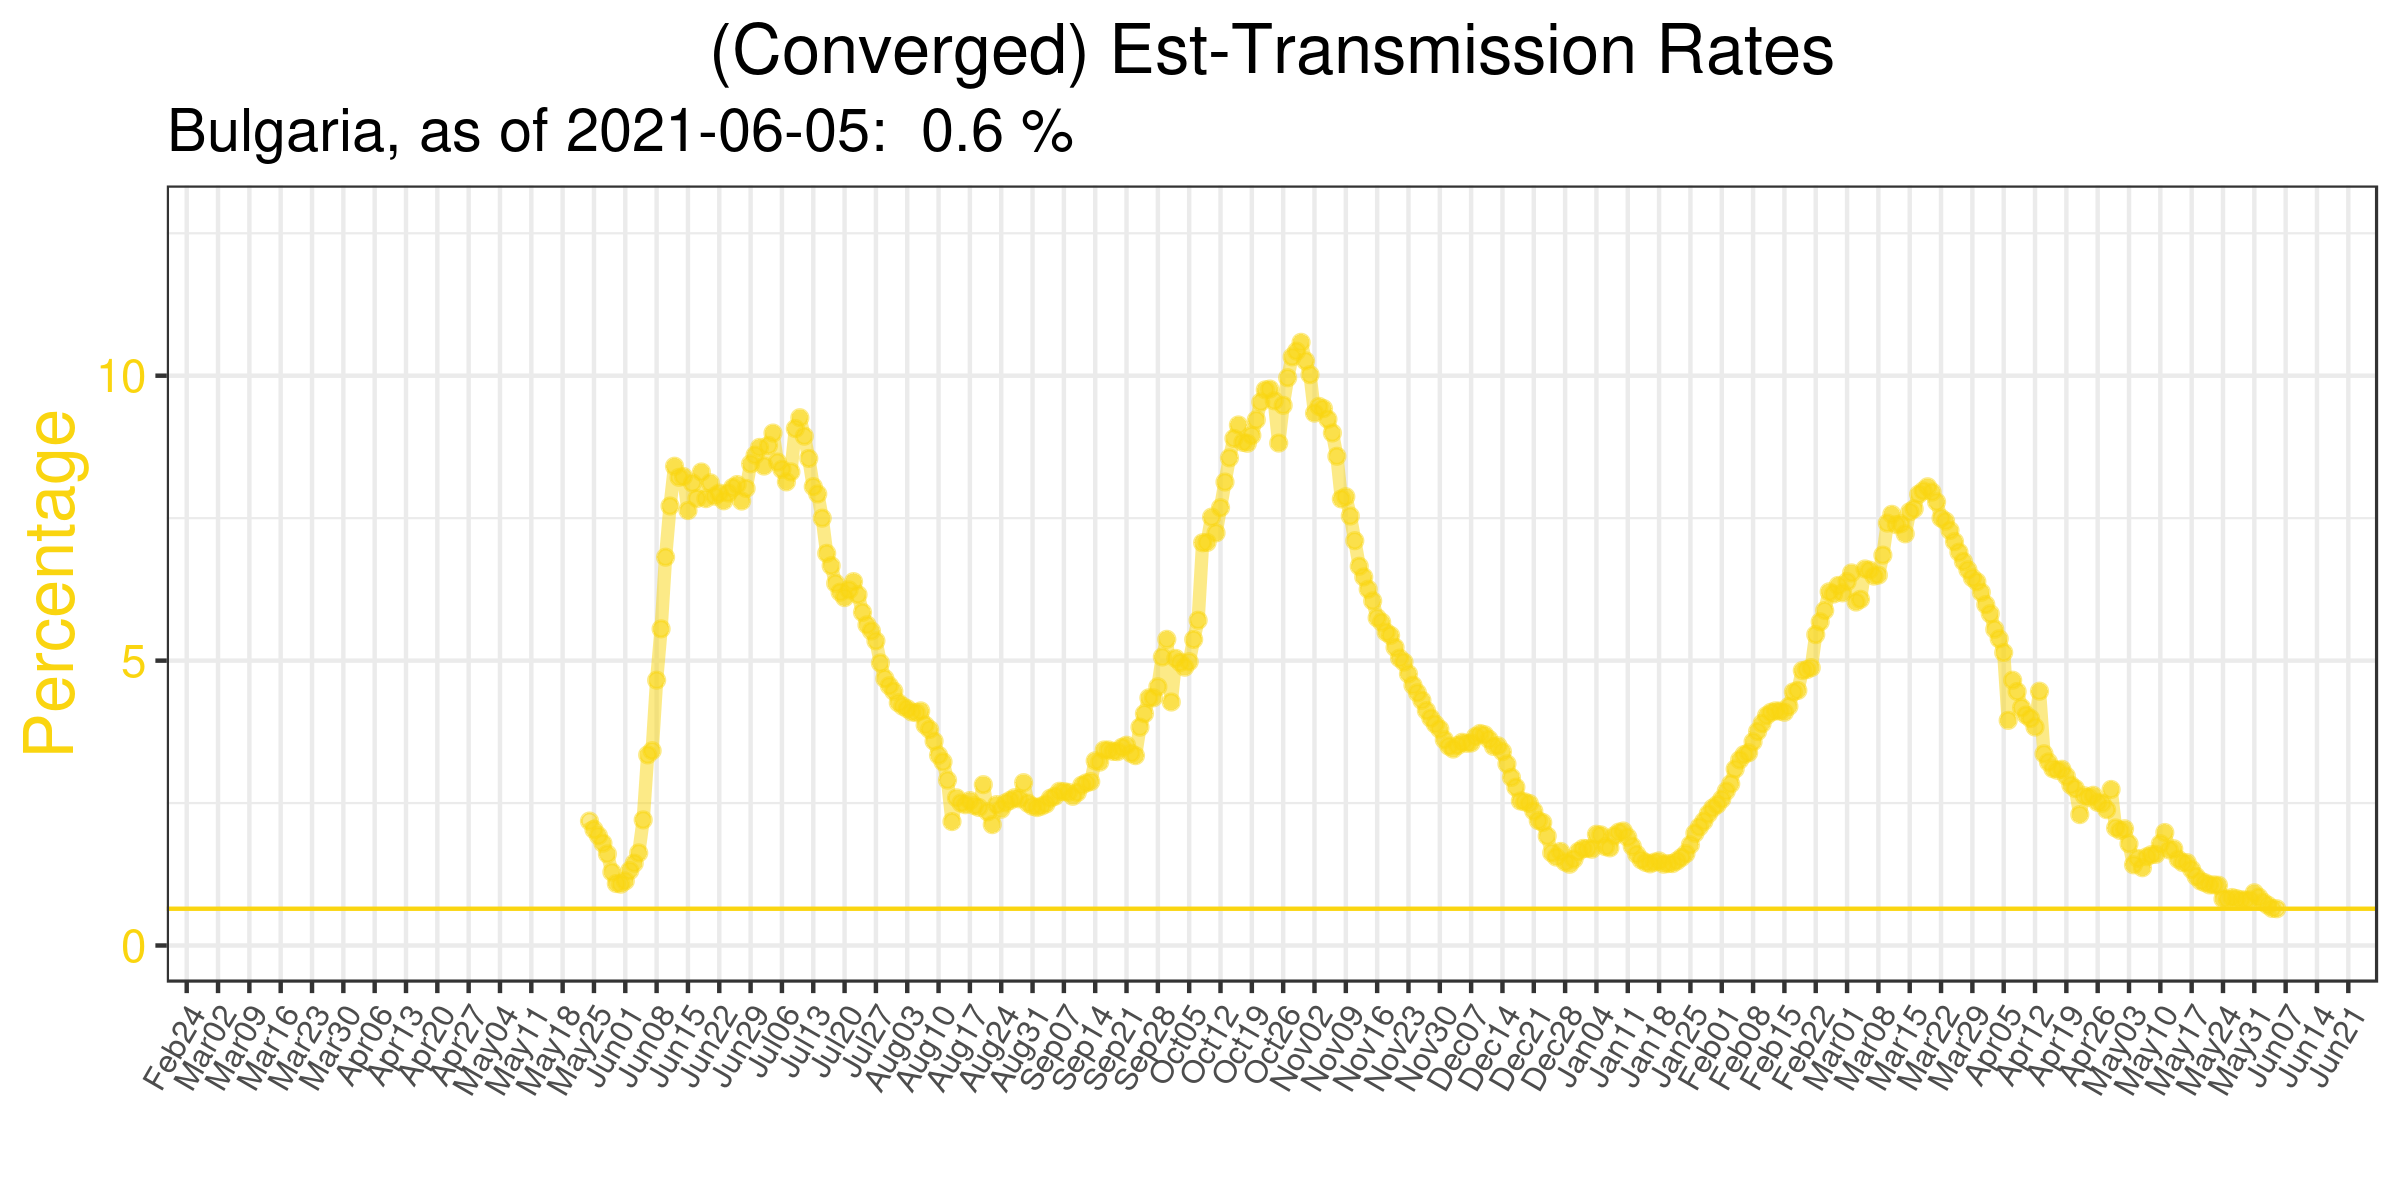 (Converged) Est-Transmission Rates
Bulgaria, as of 2021-06-05:  0.6 %
Percentage
10
5
0
Feb24
Mar02
Mar09
Mar16
Mar23
Mar30
Apr06
Apr13
Apr20
Apr27
May04
May11
May18
May25
Jun01
Jun08
Jun15
Jun22
Jun29
Jul06
Jul13
Jul20
Jul27
Aug03
Aug10
Aug17
Aug24
Aug31
Sep07
Sep14
Sep21
Sep28
Oct05
Oct12
Oct19
Oct26
Nov02
Nov09
Nov16
Nov23
Nov30
Dec07
Dec14
Dec21
Dec28
Jan04
Jan11
Jan18
Jan25
Feb01
Feb08
Feb15
Feb22
Mar01
Mar08
Mar15
Mar22
Mar29
Apr05
Apr12
Apr19
Apr26
May03
May10
May17
May24
May31
Jun07
Jun14
Jun21